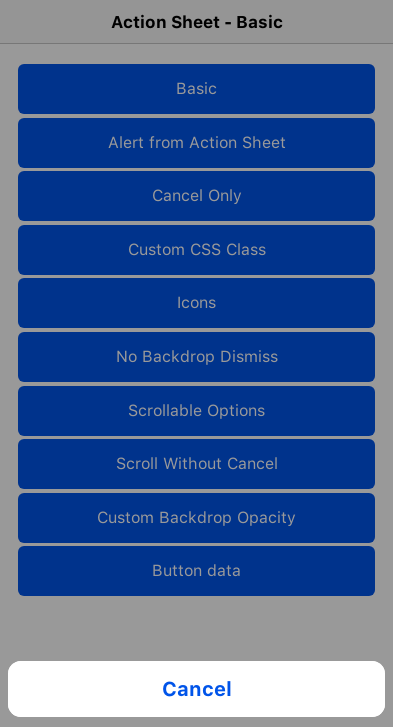 Action Sheet - Basic
Basic
Alert from Action Sheet
Cancel Only
Custom CSS Class
Icons
No Backdrop Dismiss
Scrollable Options
Scroll Without Cancel
Custom Backdrop Opacity
Button data
Cancel